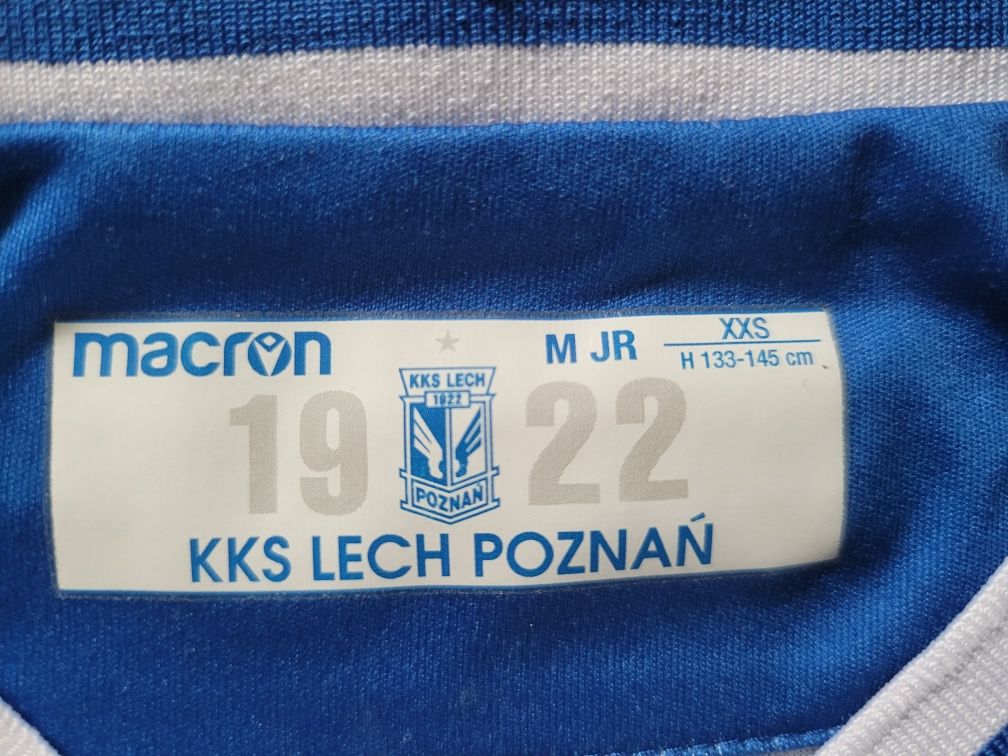 macron
M JR
XXS
H 133-145 cm
19
22
KKS LECH
1922
POZNAŃ
KKS LECH POZNAŃ